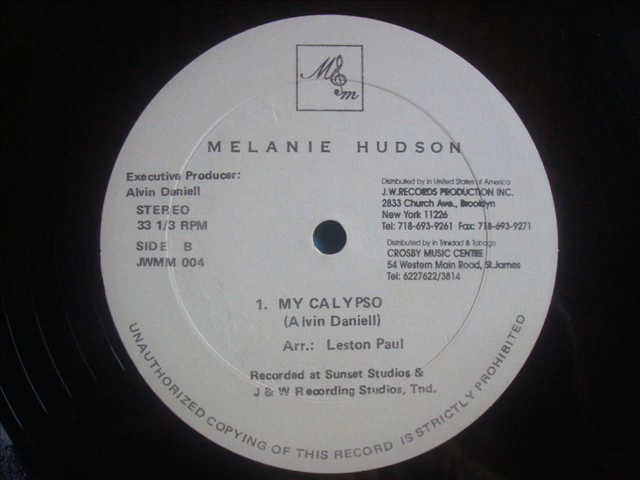 M m
MELANIE HUDSON
Executive Producer:
Alvin Daniell
STEREO
33 1/3 RPM
SIDE B
JWMM 004
Distributed by in United States of America
J.W.RECORDS PRODUCTION INC.
2833 Church Ave., Brooklyn
New York 11226
Tel: 718-693-9261 Fax: 718-693-9271
Distributed by in Trinidad & Tobago
CROSBY MUSIC CENTRE
54 Western Main Road, St.James
Tel: 6227622/3814
1. MY CALYPSO
(Alvin Daniell)
Arr.: Leston Paul
Recorded at Sunset Studios &
J & W Recording Studios, Tnd.
UNAUTHORIZED COPYING OF THIS RECORD IS STRICTLY PROHIBITED